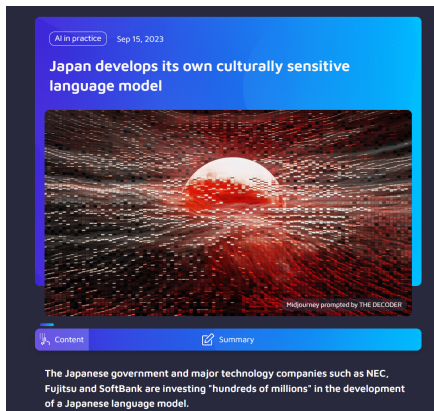 AI in practice Sep 15, 2023
Japan develops its own culturally sensitive
language model
Midjourney prompted by THE DECODER
Content Summary
The Japanese government and major technology companies such as NEC,
Fujitsu and SoftBank are investing "hundreds of millions" in the development
of a Japanese language model.